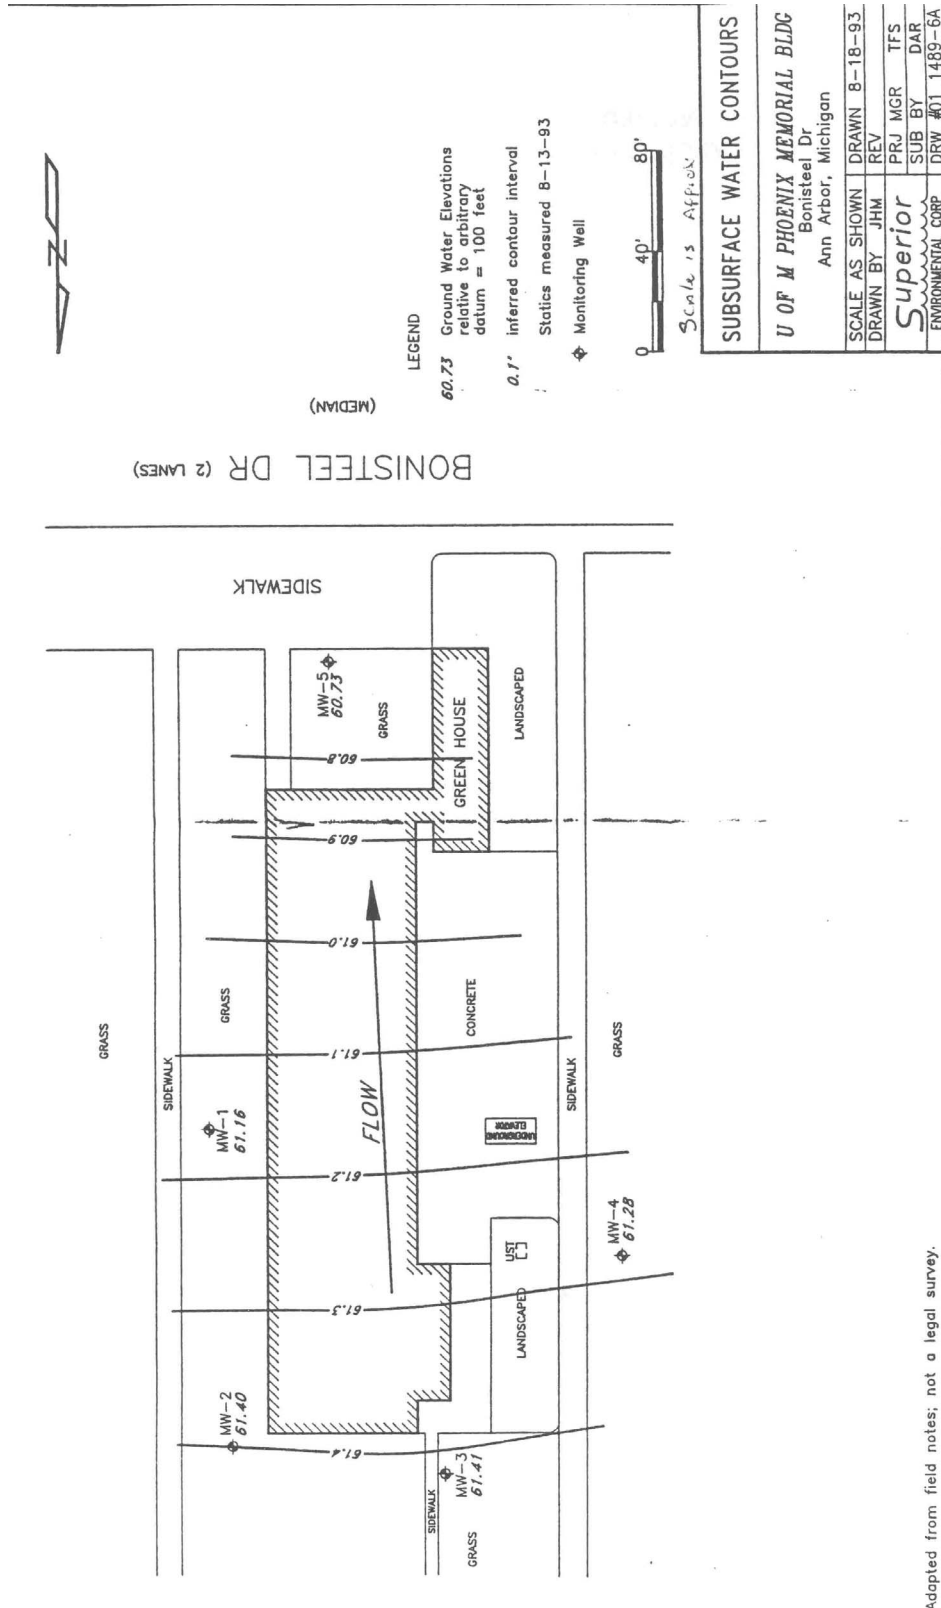 N
LEGEND
60.73 Ground Water Elevations
relative to arbitrary
datum = 100 feet
0.1' inferred contour interval
Statics measured 8-13-93
Monitoring Well
0 40' 80'
Scale is Approx
SUBSURFACE WATER CONTOURS
U OF M PHOENIX MEMORIAL BLDG
Bonisteel Dr
Ann Arbor, Michigan
SCALE AS SHOWN DRAWN 8-18-93
DRAWN BY JHM REV
Superior
ENVIRONMENTAL CORP
PRJ MGR TFS
SUB BY DAR
DRW #01 1489-6A
(MEDIAN)
BONISTEEL DR (2 LANES)
SIDEWALK
GRASS
SIDEWALK
GRASS
MW-1
61.16
MW-2
61.40
MW-5
60.73
GRASS
60.8
60.9
61.0
61.1
61.2
61.3
61.4
FLOW
GREEN HOUSE
LANDSCAPED
CONCRETE
UNDERGROUND
ELEVATOR
UST
LANDSCAPED
SIDEWALK
GRASS
MW-4
61.28
MW-3
61.41
SIDEWALK
GRASS
Adapted from field notes; not a legal survey.